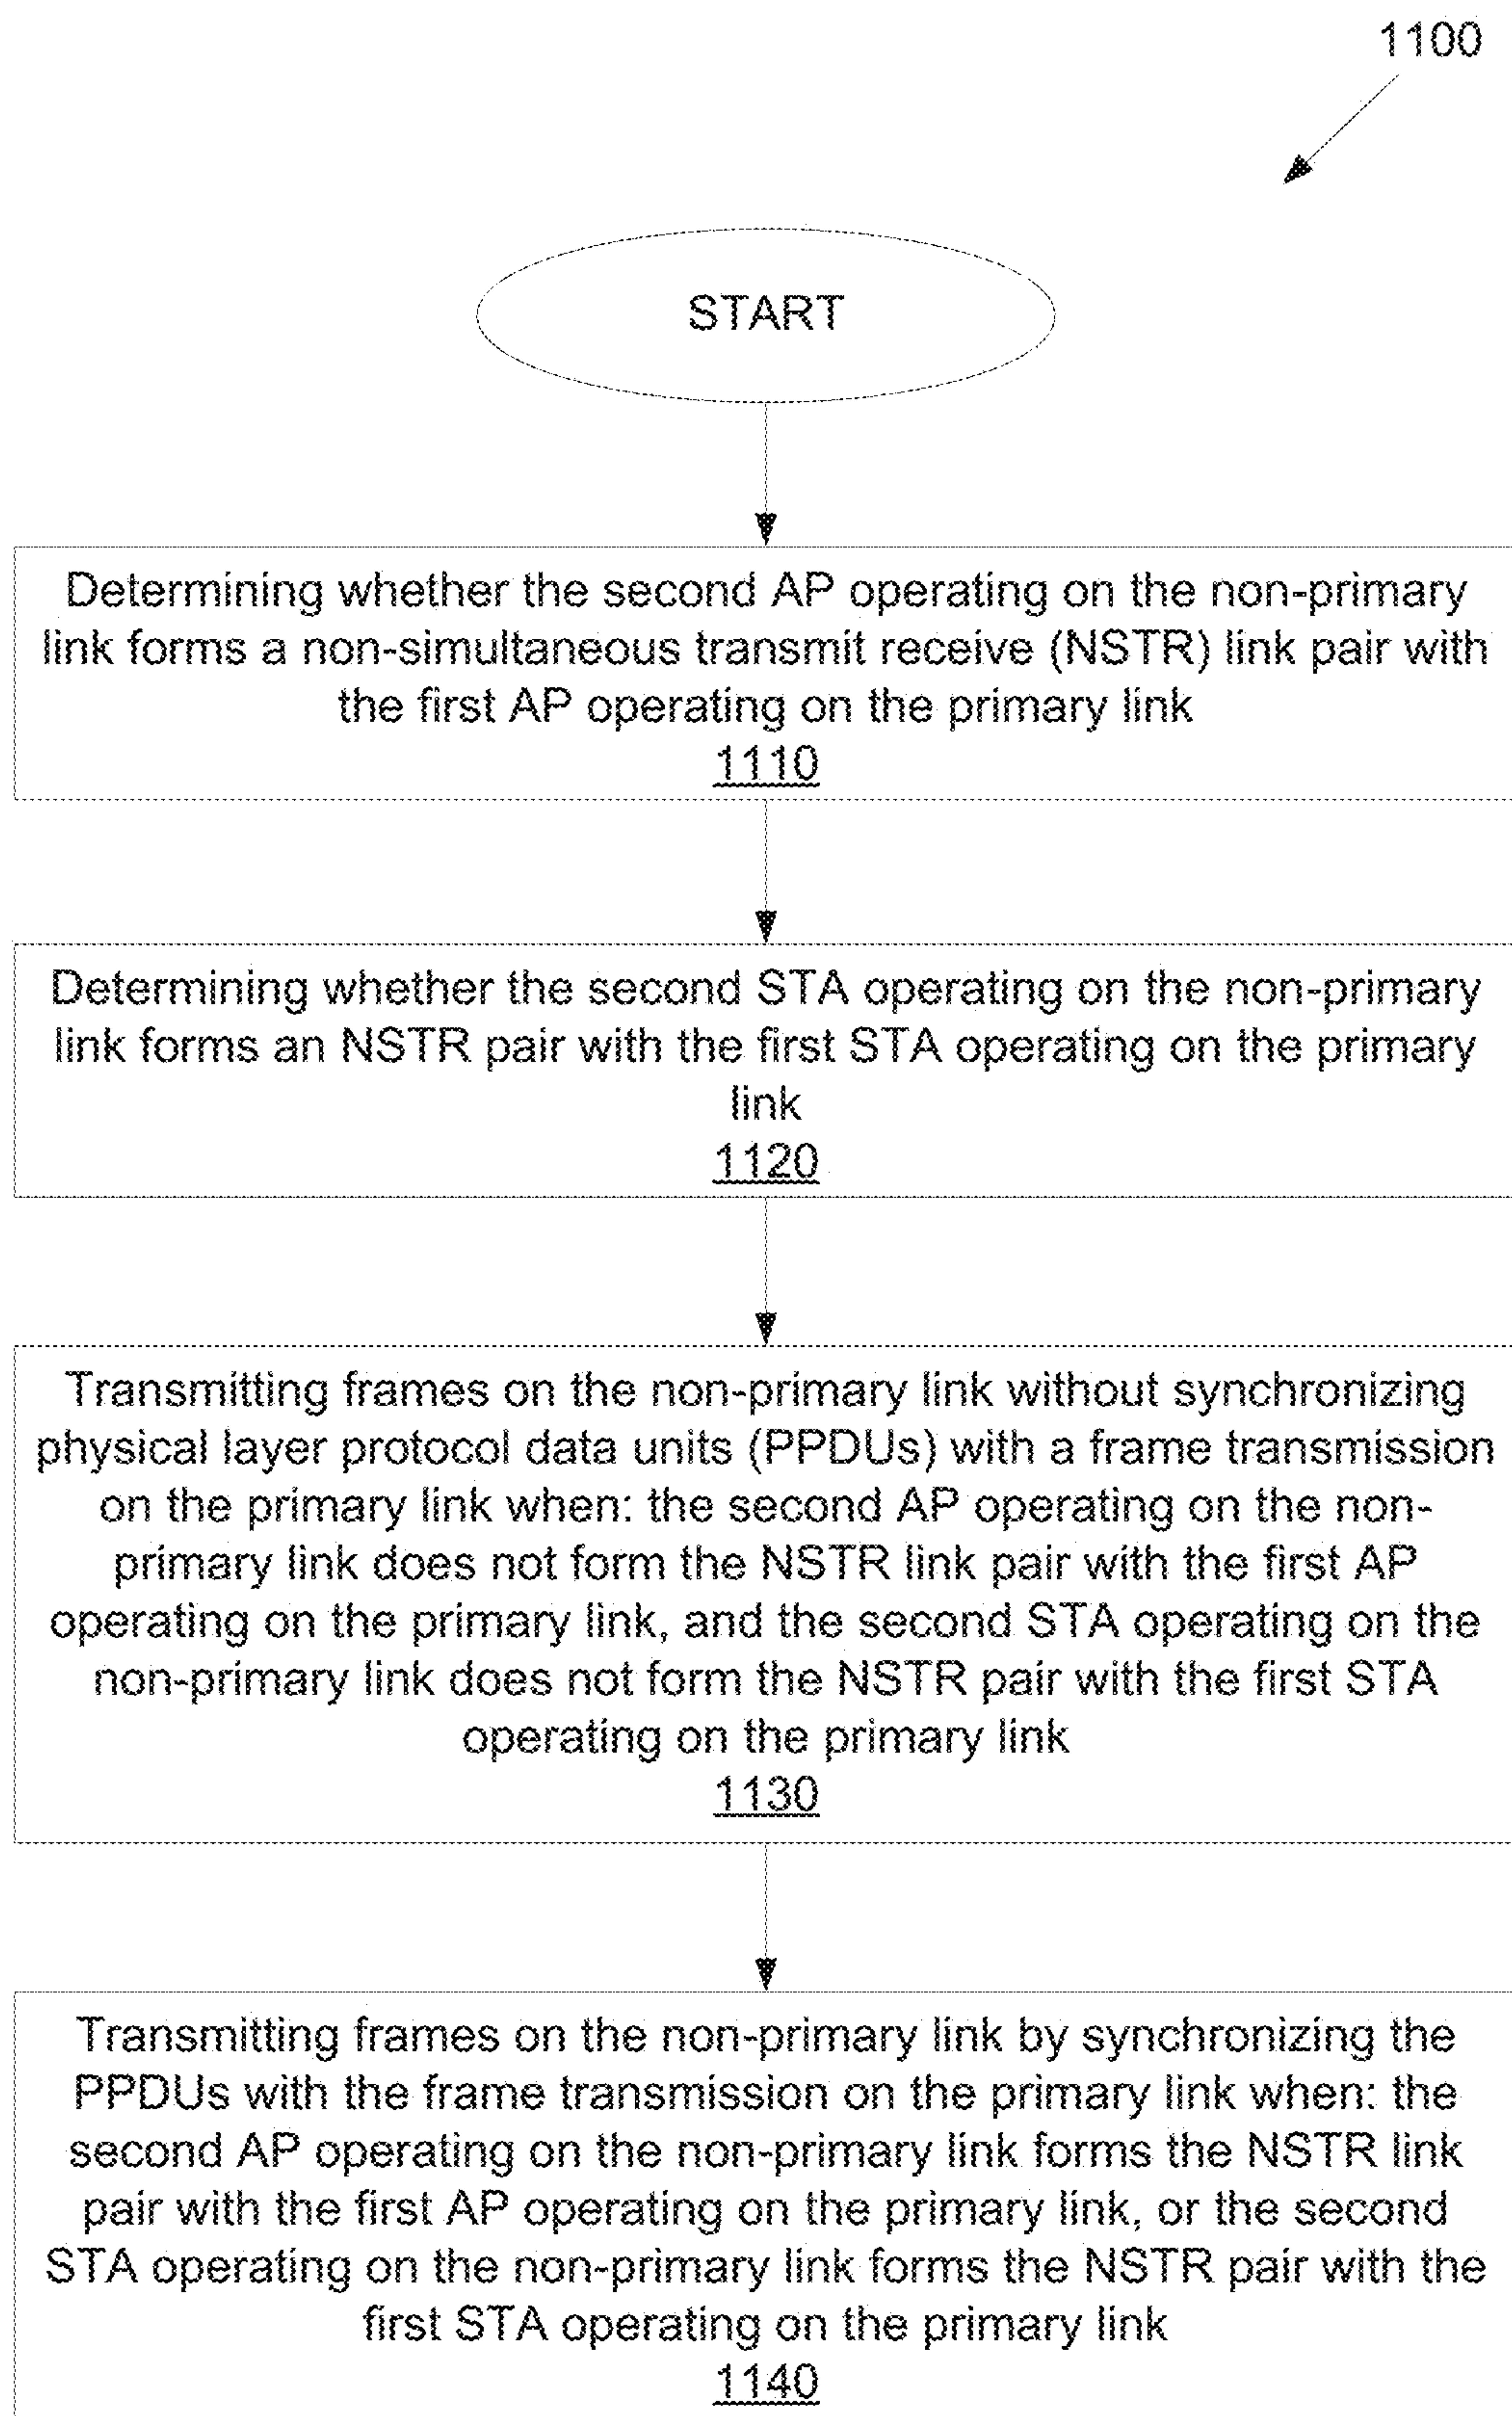 1100
START
Determining whether the second AP operating on the non-primary
link forms a non-simultaneous transmit receive (NSTR) link pair with
the first AP operating on the primary link
1110
Determining whether the second STA operating on the non-primary
link forms an NSTR pair with the first STA operating on the primary
link
1120
Transmitting frames on the non-primary link without synchronizing
physical layer protocol data units (PPDUs) with a frame transmission
on the primary link when: the second AP operating on the non-
primary link does not form the NSTR link pair with the first AP
operating on the primary link, and the second STA operating on the
non-primary link does not form the NSTR pair with the first STA
operating on the primary link
1130
Transmitting frames on the non-primary link by synchronizing the
PPDUs with the frame transmission on the primary link when: the
second AP operating on the non-primary link forms the NSTR link
pair with the first AP operating on the primary link, or the second
STA operating on the non-primary link forms the NSTR pair with the
first STA operating on the primary link
1140